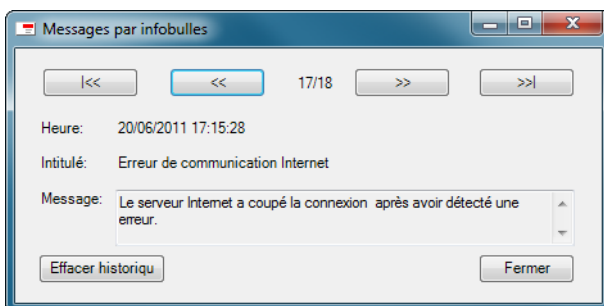 Messages par infobulles
|<< << 17/18 >> >>|
Heure: 20/06/2011 17:15:28
Intitulé: Erreur de communication Internet
Message: Le serveur Internet a coupé la connexion  après avoir détecté une
erreur.
Effacer historiqu Fermer